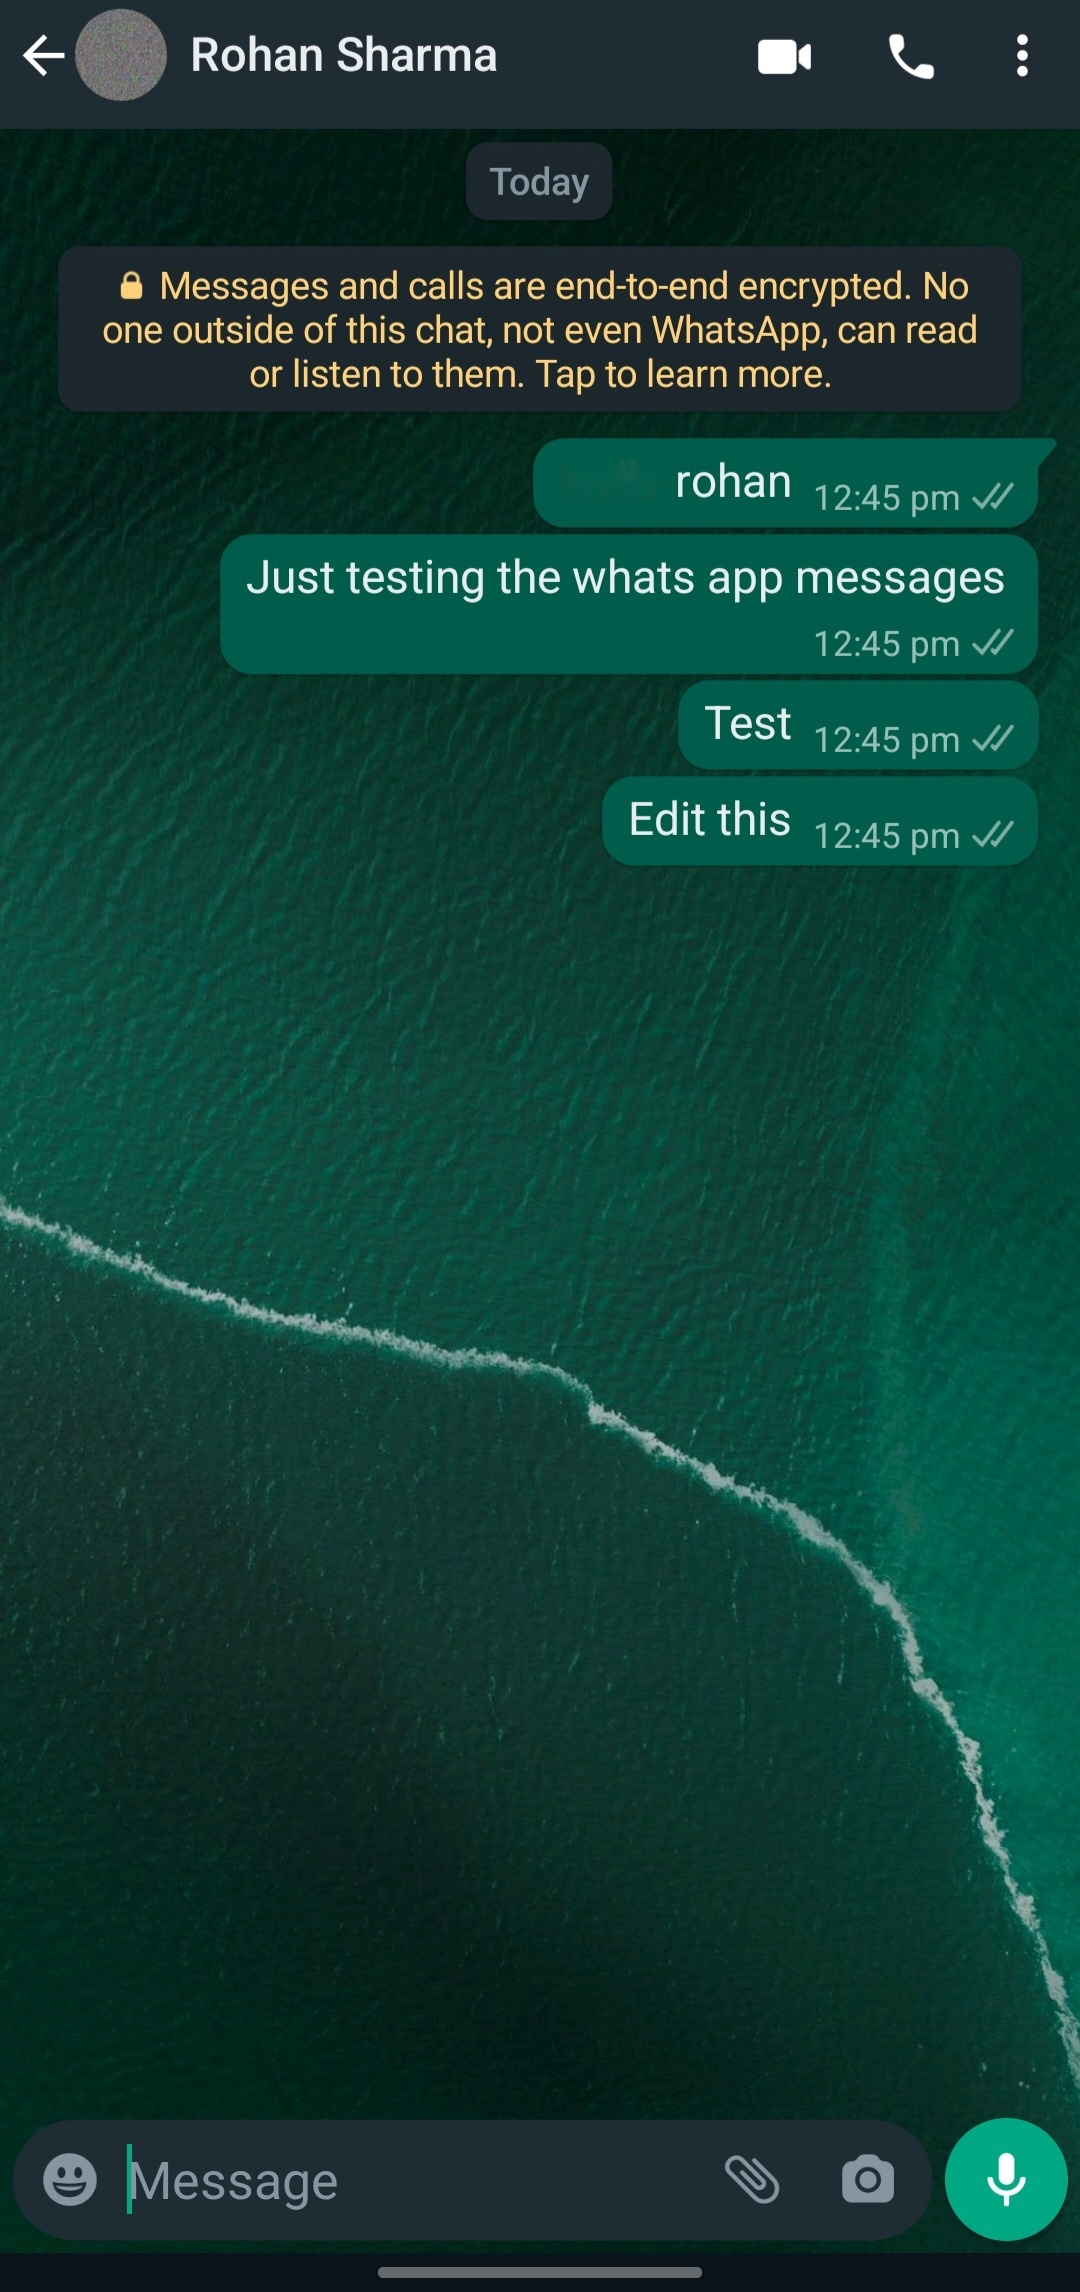 Rohan Sharma
Today
Messages and calls are end-to-end encrypted. No
one outside of this chat, not even WhatsApp, can read
or listen to them. Tap to learn more.
rohan 12:45 pm
Just testing the whats app messages
12:45 pm
Test 12:45 pm
Edit this 12:45 pm
Message